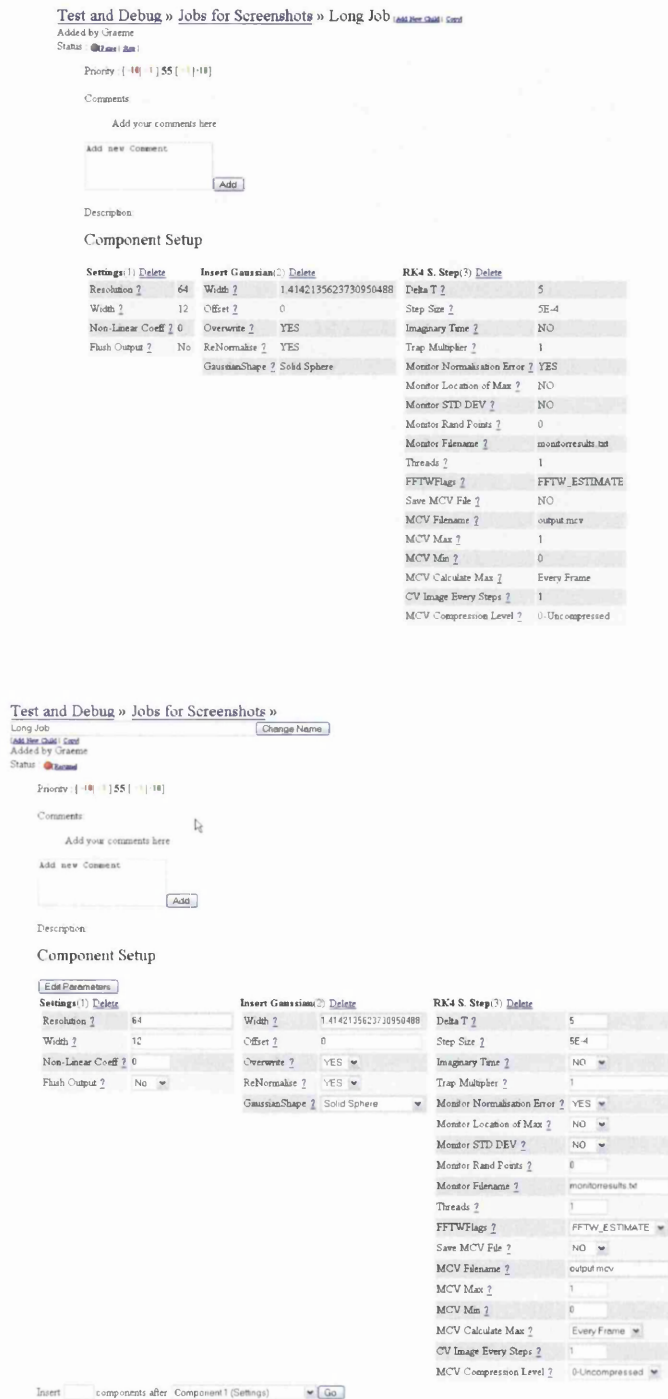 Test and Debug » Jobs for Screenshots » Long Job [Add New Child | Copy]
Added by Graeme
Status : [Pause | Run]
Priority : [ -10| -1 ] 55 [ +1 |+10]
Comments
Add your comments here
Add new Comment
Add
Description:
Component Setup
Settings(1) Delete Insert Gaussian(2) Delete RK4 S. Step(3) Delete
Resolution ? 64 Width ? 1.4142135623730950488 Delta T ? 5
Width ? 12 Offset ? 0 Step Size ? 5E-4
Non-Linear Coeff ? 0 Overwrite ? YES Imaginary Time ? NO
Flush Output ? No ReNormalise ? YES Trap Multiplier ? 1
GaussianShape ? Solid Sphere Monitor Normalisation Error ? YES
Monitor Location of Max ? NO
Monitor STD DEV ? NO
Monitor Rand Points ? 0
Monitor Filename ? monitorresults.txt
Threads ? 1
FFTWFlags ? FFTW_ESTIMATE
Save MCV File ? NO
MCV Filename ? output.mcv
MCV Max ? 1
MCV Min ? 0
MCV Calculate Max ? Every Frame
CV Image Every Steps ? 1
MCV Compression Level ? 0-Uncompressed
Test and Debug » Jobs for Screenshots »
Long Job Change Name
[Add New Child | Copy]
Added by Graeme
Status :
Priority : [ -10| -1 ] 55 [ +1 |+10]
Comments
Add your comments here
Add new Comment
Add
Description:
Component Setup
Edit Parameters
Settings(1) Delete Insert Gaussian(2) Delete RK4 S. Step(3) Delete
Resolution ? 64 Width ? 1.4142135623730950488 Delta T ? 5
Width ? 12 Offset ? 0 Step Size ? 5E-4
Non-Linear Coeff ? 0 Overwrite ? YES Imaginary Time ? NO
Flush Output ? No ReNormalise ? YES Trap Multiplier ? 1
GaussianShape ? Solid Sphere Monitor Normalisation Error ? YES
Monitor Location of Max ? NO
Monitor STD DEV ? NO
Monitor Rand Points ? 0
Monitor Filename ? monitorresults.txt
Threads ? 1
FFTWFlags ? FFTW_ESTIMATE
Save MCV File ? NO
MCV Filename ? output.mcv
MCV Max ? 1
MCV Min ? 0
MCV Calculate Max ? Every Frame
CV Image Every Steps ? 1
MCV Compression Level ? 0-Uncompressed
Insert components after Component 1 (Settings) Go